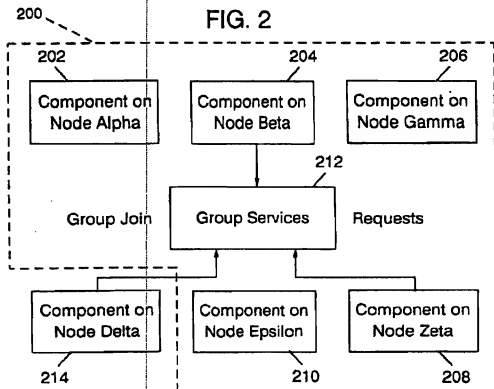 FIG. 2
200
202
204
206
Component on
Node Alpha
Component on
Node Beta
Component on
Node Gamma
212
Group Join
Group Services
Requests
Component on
Node Delta
Component on
Node Epsilon
Component on
Node Zeta
214
210
208